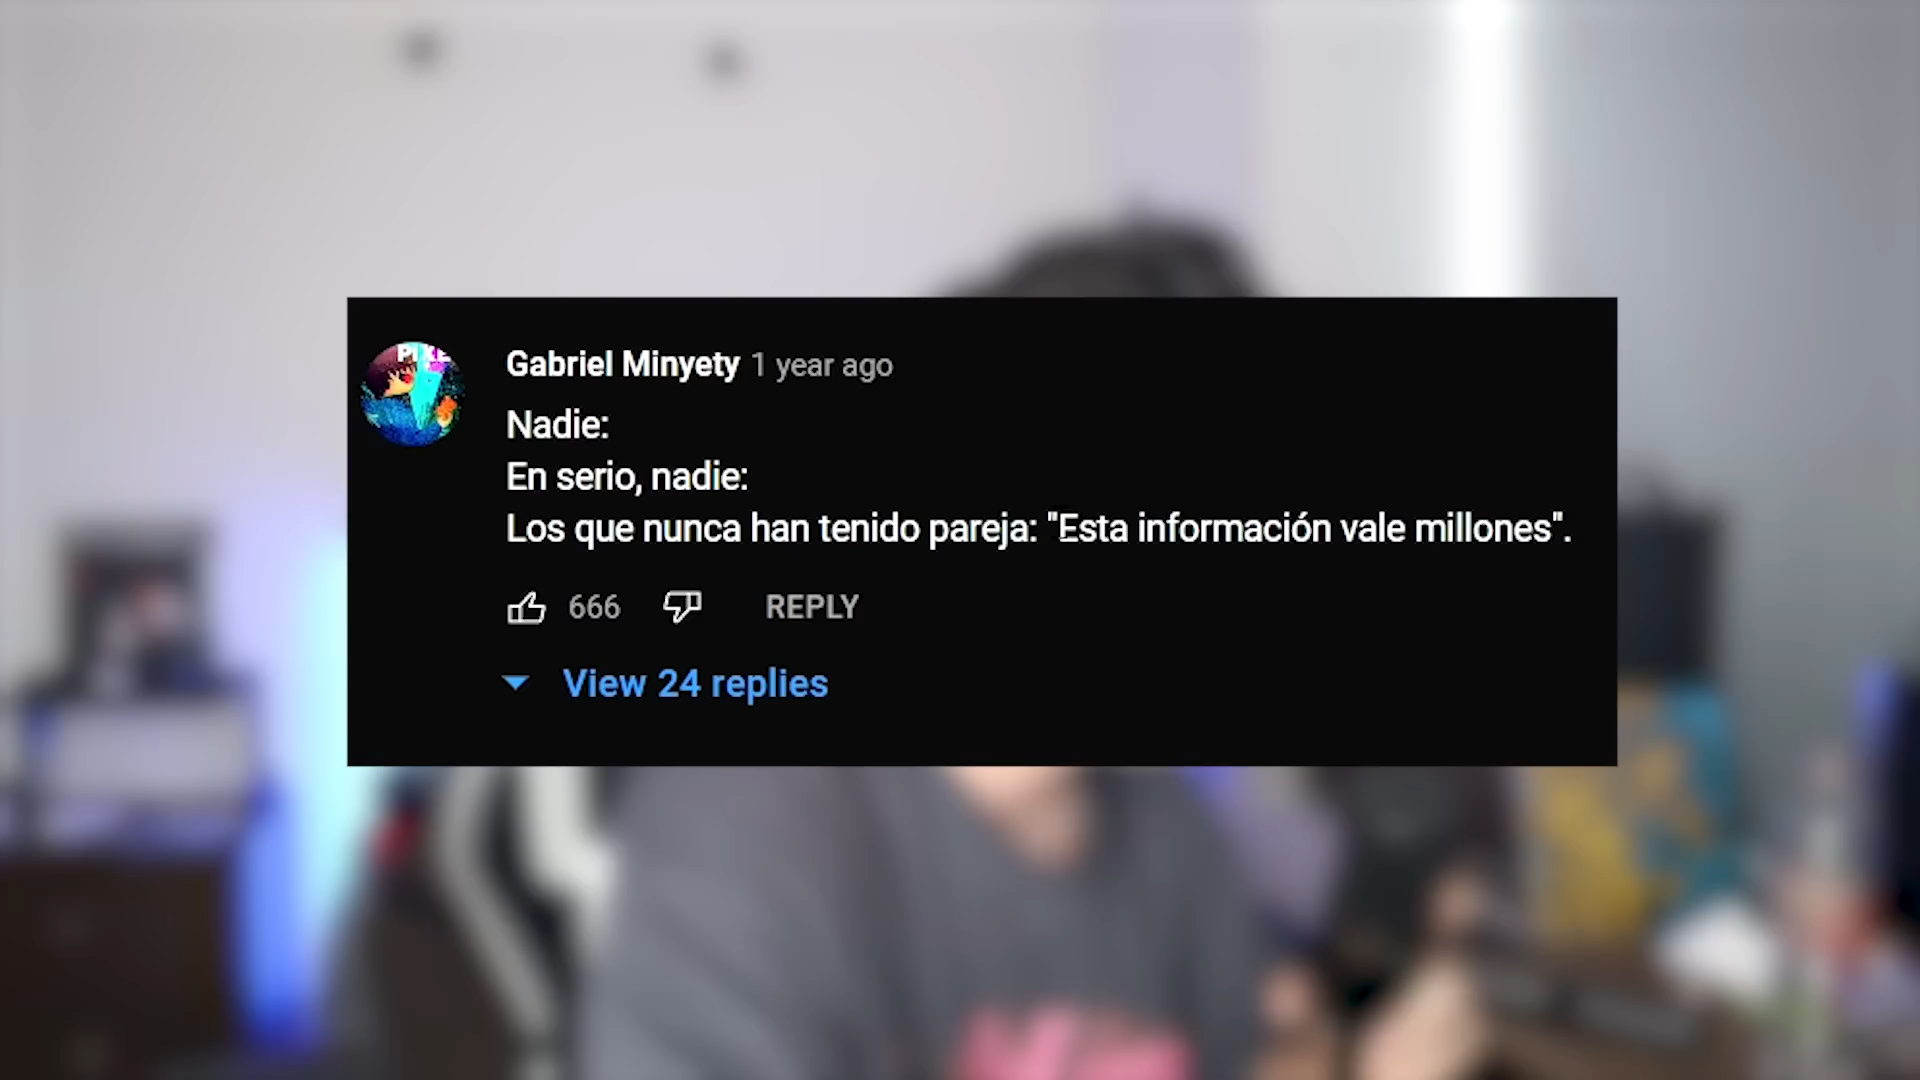 PIXE
Gabriel Minyety 1 year ago
Nadie:
En serio, nadie:
Los que nunca han tenido pareja: "Esta información vale millones".
666 REPLY
View 24 replies